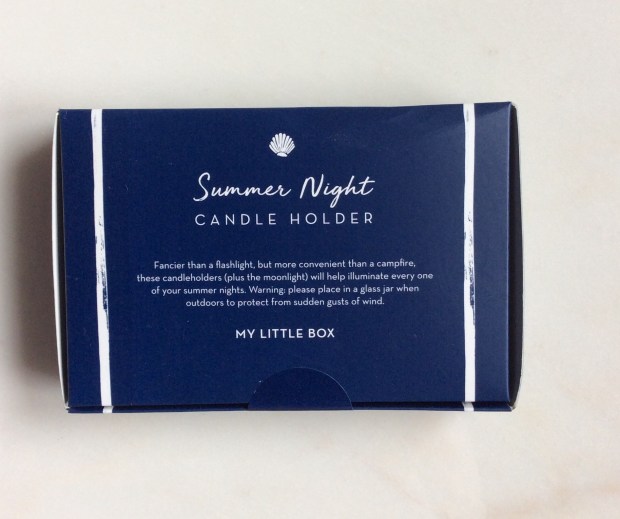 Summer Night
CANDLE HOLDER
Fancier than a flashlight, but more convenient than a campfire,
these candleholders (plus the moonlight) will help illuminate every one
of your summer nights. Warning: please place in a glass jar when
outdoors to protect from sudden gusts of wind.
MY LITTLE BOX